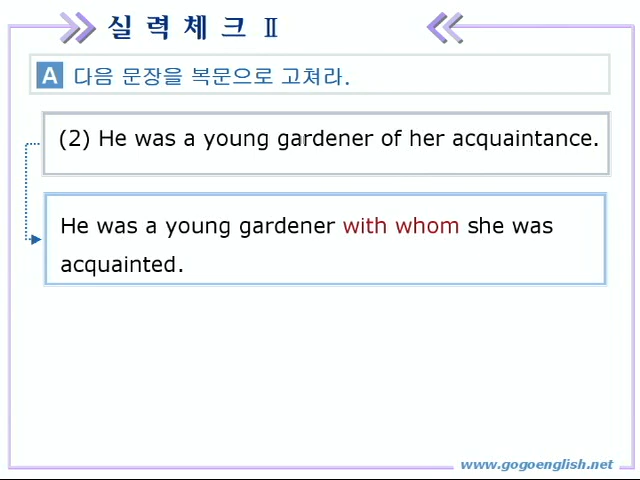 실 력 체 크 Ⅱ
A 다음 문장을 복문으로 고쳐라.
(2) He was a young gardener of her acquaintance.
He was a young gardener with whom she was
acquainted.
www.gogoenglish.net